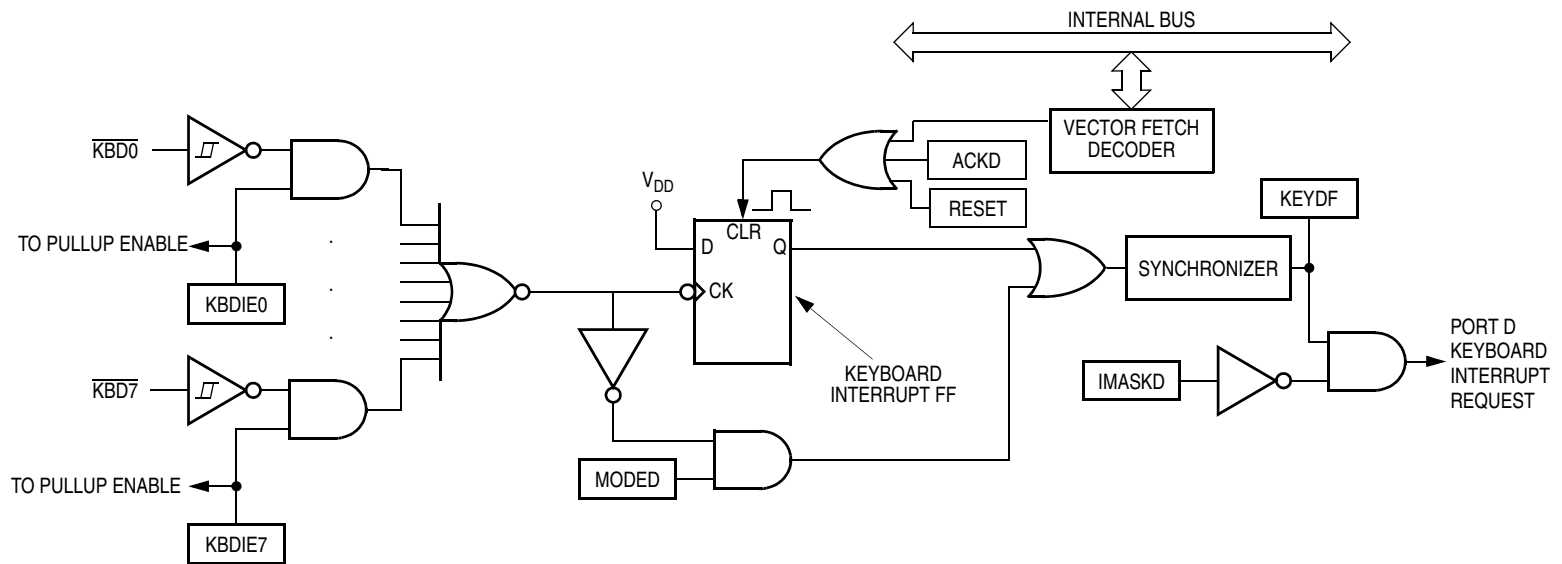 INTERNAL BUS
VECTOR FETCH
DECODER
ACKD
RESET
KBD0
TO PULLUP ENABLE
KBDIE0
.
.
.
KBD7
TO PULLUP ENABLE
KBDIE7
VDD
D
CLR
Q
CK
KEYBOARD
INTERRUPT FF
MODED
SYNCHRONIZER
KEYDF
IMASKD
PORT D
KEYBOARD
INTERRUPT
REQUEST